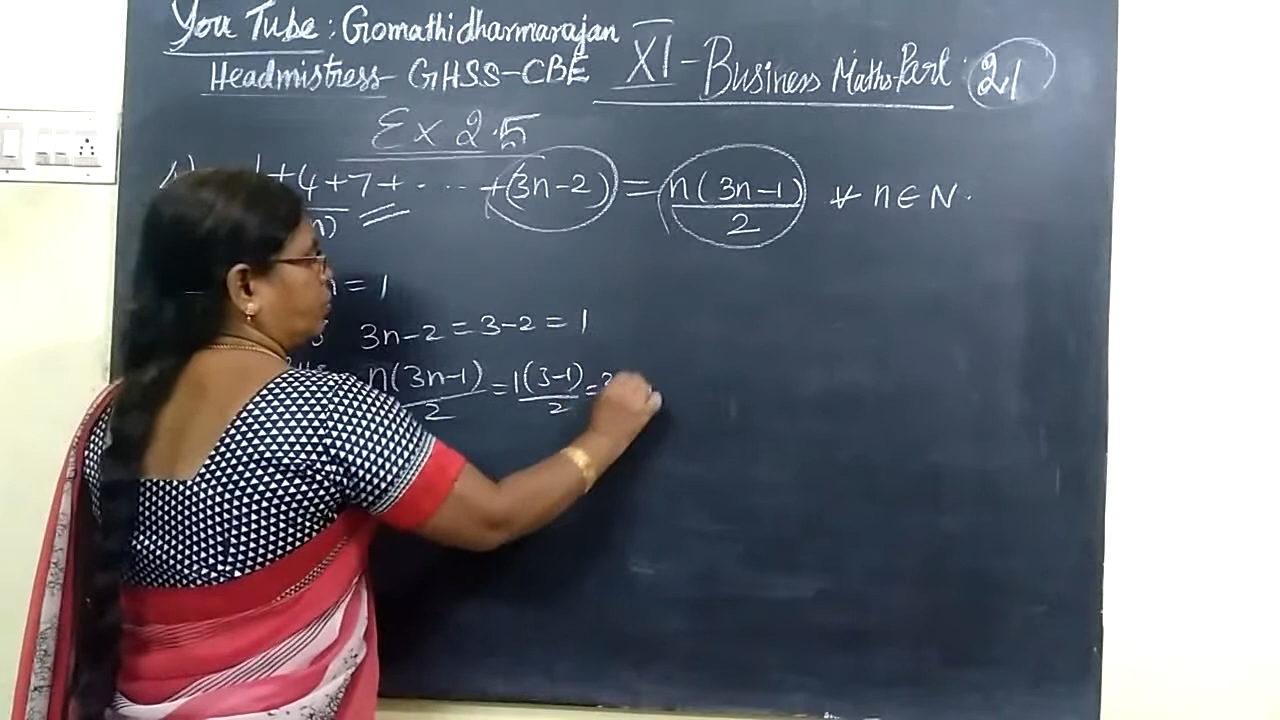 You Tube : Gomathidharmarajan
Headmistress - GHSS-CBE XI - Business Maths Part 21
Ex 2.5
+ 4 + 7 + ..... + (3n-2) = n(3n-1)/2 ∀ n ∈ N.
n)
= 1
3n-2 = 3-2 = 1
n(3n-1)/2 = 1(3-1)/2 =